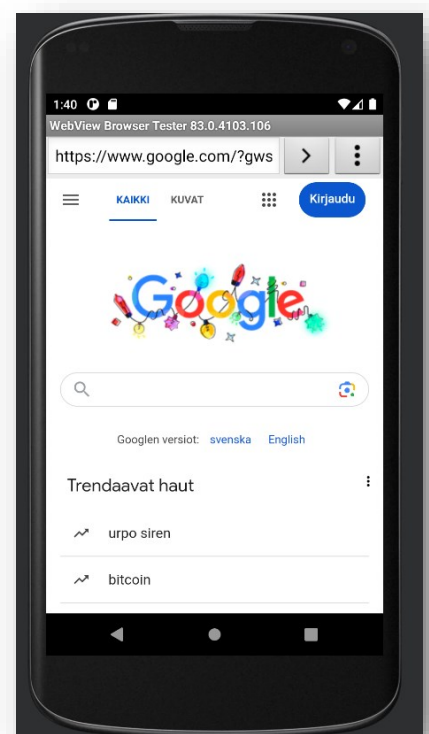 1:40
WebView Browser Tester 83.0.4103.106
https://www.google.com/?gws
KAIKKI KUVAT Kirjaudu
Google
Googlen versiot: svenska English
Trendaavat haut
urpo siren
bitcoin